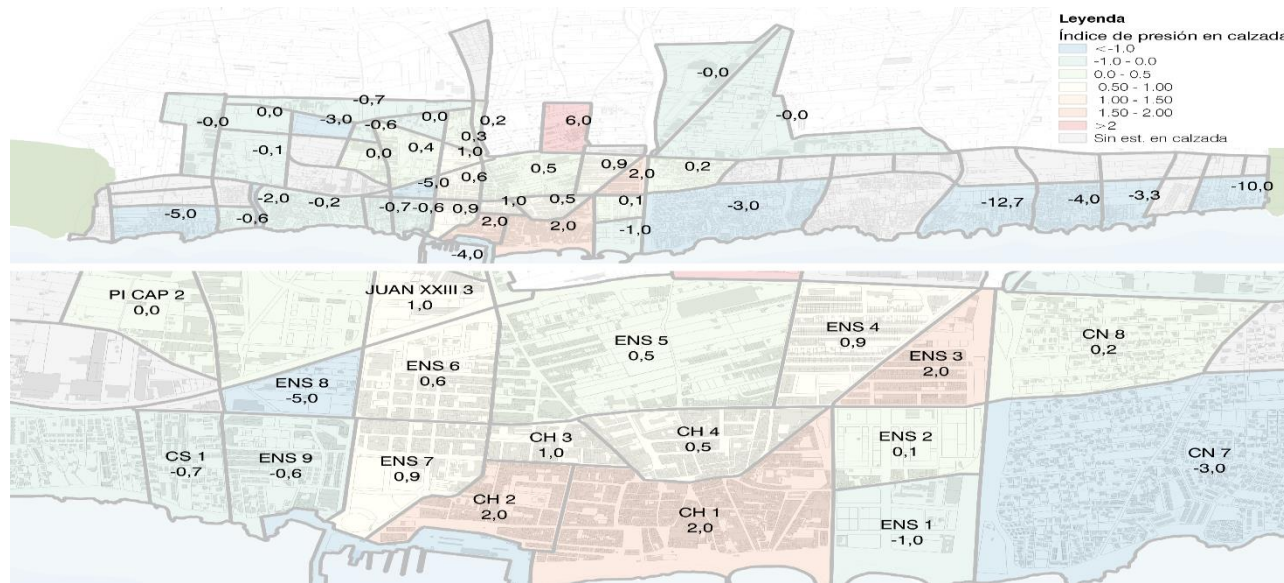 Leyenda
Índice de presión en calzada
<-1,0
-1,0 - 0,0
0.0 - 0.5
0.50 - 1.00
1.00 - 1.50
1.50 - 2.00
>2
Sin est. en calzada
-0,0
-0,7
-0,0
0,0
-3,0
-0,6
0,0
0,2
6,0
-0,0
-0,1
0,0
0,4
0,3
1,0
0,5
0,9
0,2
-5,0
0,6
2,0
-5,0
-0,6
-2,0
-0,2
-0,7
-0,6
0,9
1,0
0,5
0,1
-3,0
-12,7
-4,0
-3,3
-10,0
2,0
2,0
-1,0
-4,0
PI CAP 2
0,0
JUAN XXIII 3
1,0
ENS 5
0,5
ENS 4
0,9
CN 8
0,2
ENS 6
0,6
ENS 3
2,0
ENS 8
-5,0
CH 3
1,0
CH 4
0,5
ENS 2
0,1
CS 1
-0,7
ENS 9
-0,6
ENS 7
0,9
CN 7
-3,0
CH 2
2,0
CH 1
2,0
ENS 1
-1,0